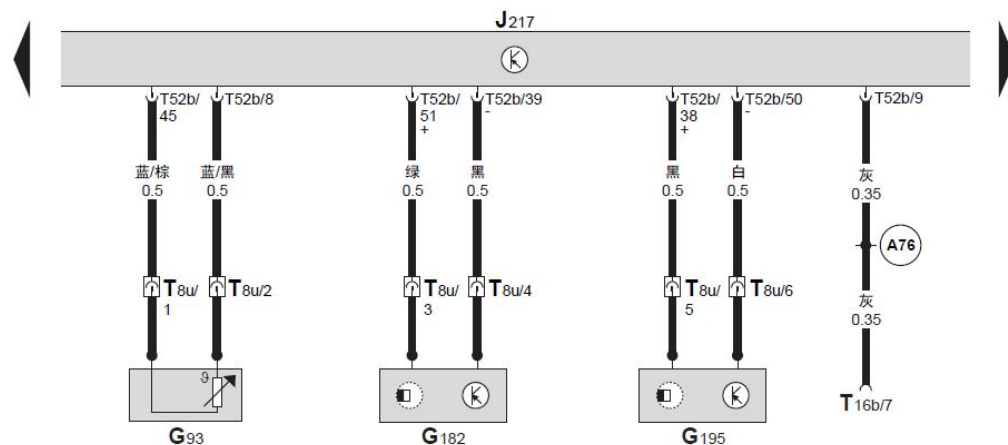 J217
T52b/ T52b/8 T52b/ T52b/39 T52b/ T52b/50 T52b/9
45 51 - 38 -
+ +
蓝/棕 蓝/黑 绿 黑 黑 白 灰
0.5 0.5 0.5 0.5 0.5 0.5 0.35
A76
T8u/ T8u/2 T8u/ T8u/4 T8u/ T8u/6 灰
1 3 5 0.35
ϑ
T16b/7
G93 G182 G195